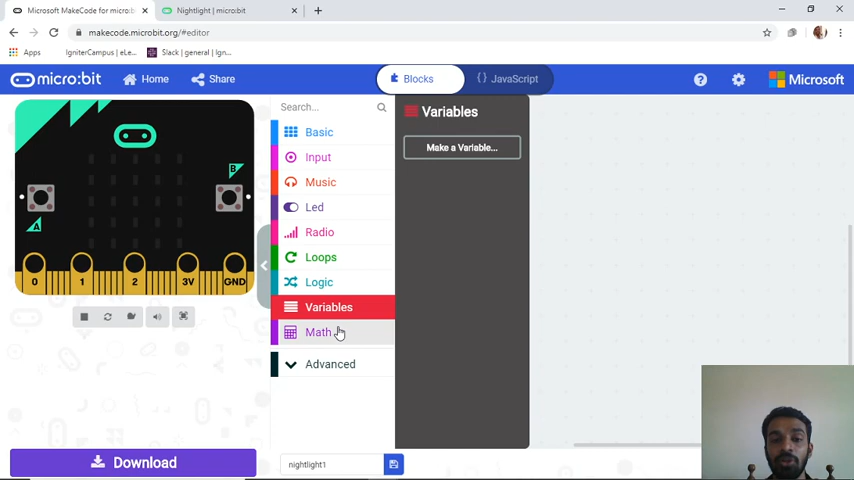 Microsoft MakeCode for micro:b
Nightlight | micro:bit
makecode.microbit.org/#editor
Apps
IgniterCampus | eLe...
Slack | general | Ign...
micro:bit
Home
Share
Blocks
{} JavaScript
?
Microsoft
Search...
Variables
Basic
Make a Variable...
Input
Music
B
Led
A
Radio
Loops
0
1
2
3V
GND
Logic
Variables
Math
Advanced
Download
nightlight1